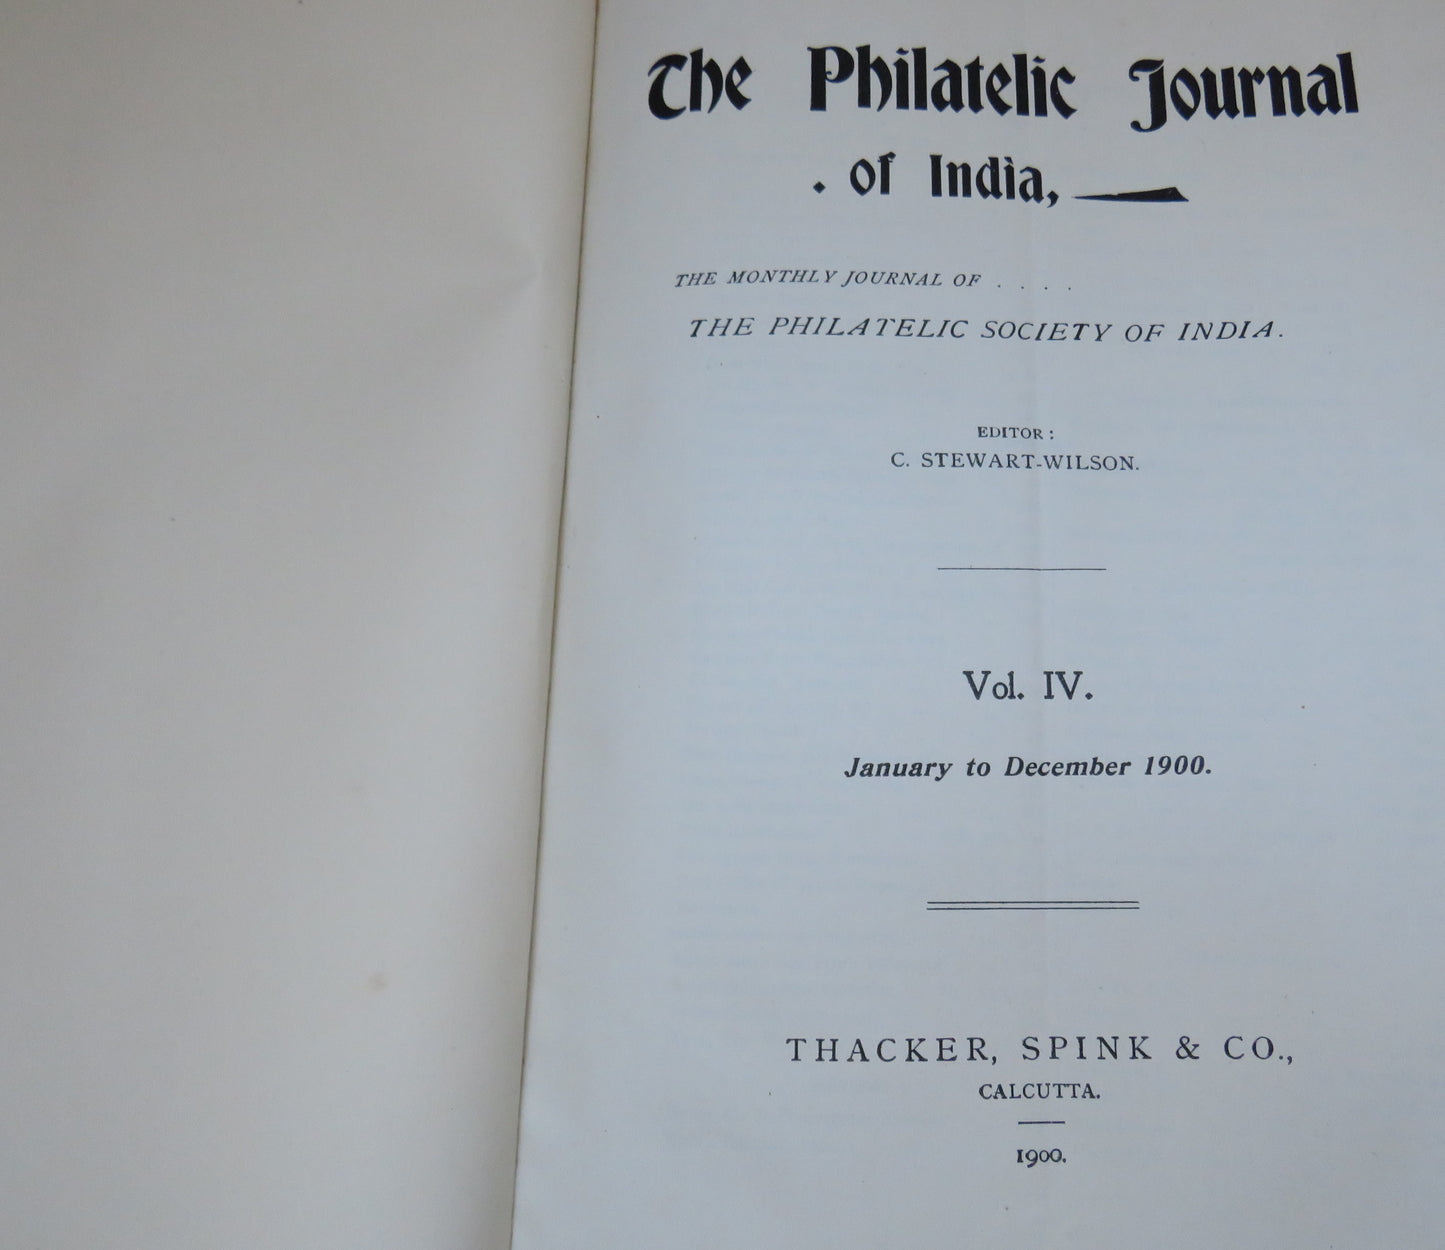 The Philatelic Journal
. of India,
THE MONTHLY JOURNAL OF . . . .
THE PHILATELIC SOCIETY OF INDIA.
EDITOR :
C. STEWART-WILSON.
Vol. IV.
January to December 1900.
THACKER, SPINK & CO.,
CALCUTTA.
1900.